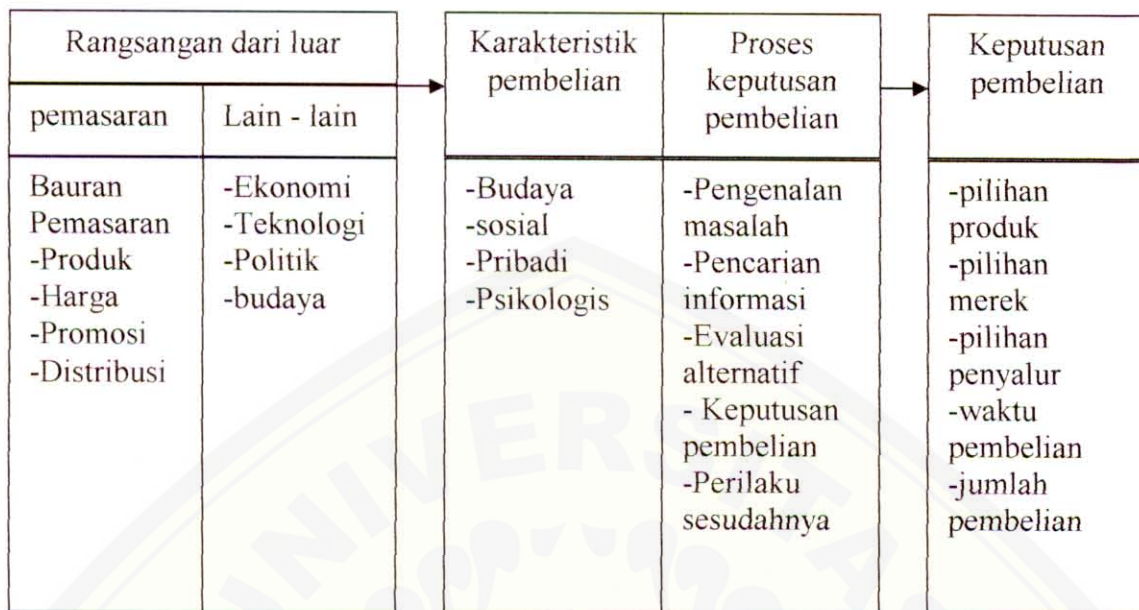 Rangsangan dari luar
pemasaran
Lain - lain
Bauran
Pemasaran
-Produk
-Harga
-Promosi
-Distribusi
-Ekonomi
-Teknologi
-Politik
-budaya
Karakteristik
pembelian
-Budaya
-sosial
-Pribadi
-Psikologis
Proses
keputusan
pembelian
-Pengenalan
masalah
-Pencarian
informasi
-Evaluasi
alternatif
- Keputusan
pembelian
-Perilaku
sesudahnya
Keputusan
pembelian
-pilihan
produk
-pilihan
merek
-pilihan
penyalur
-waktu
pembelian
-jumlah
pembelian
UNIVERSITA